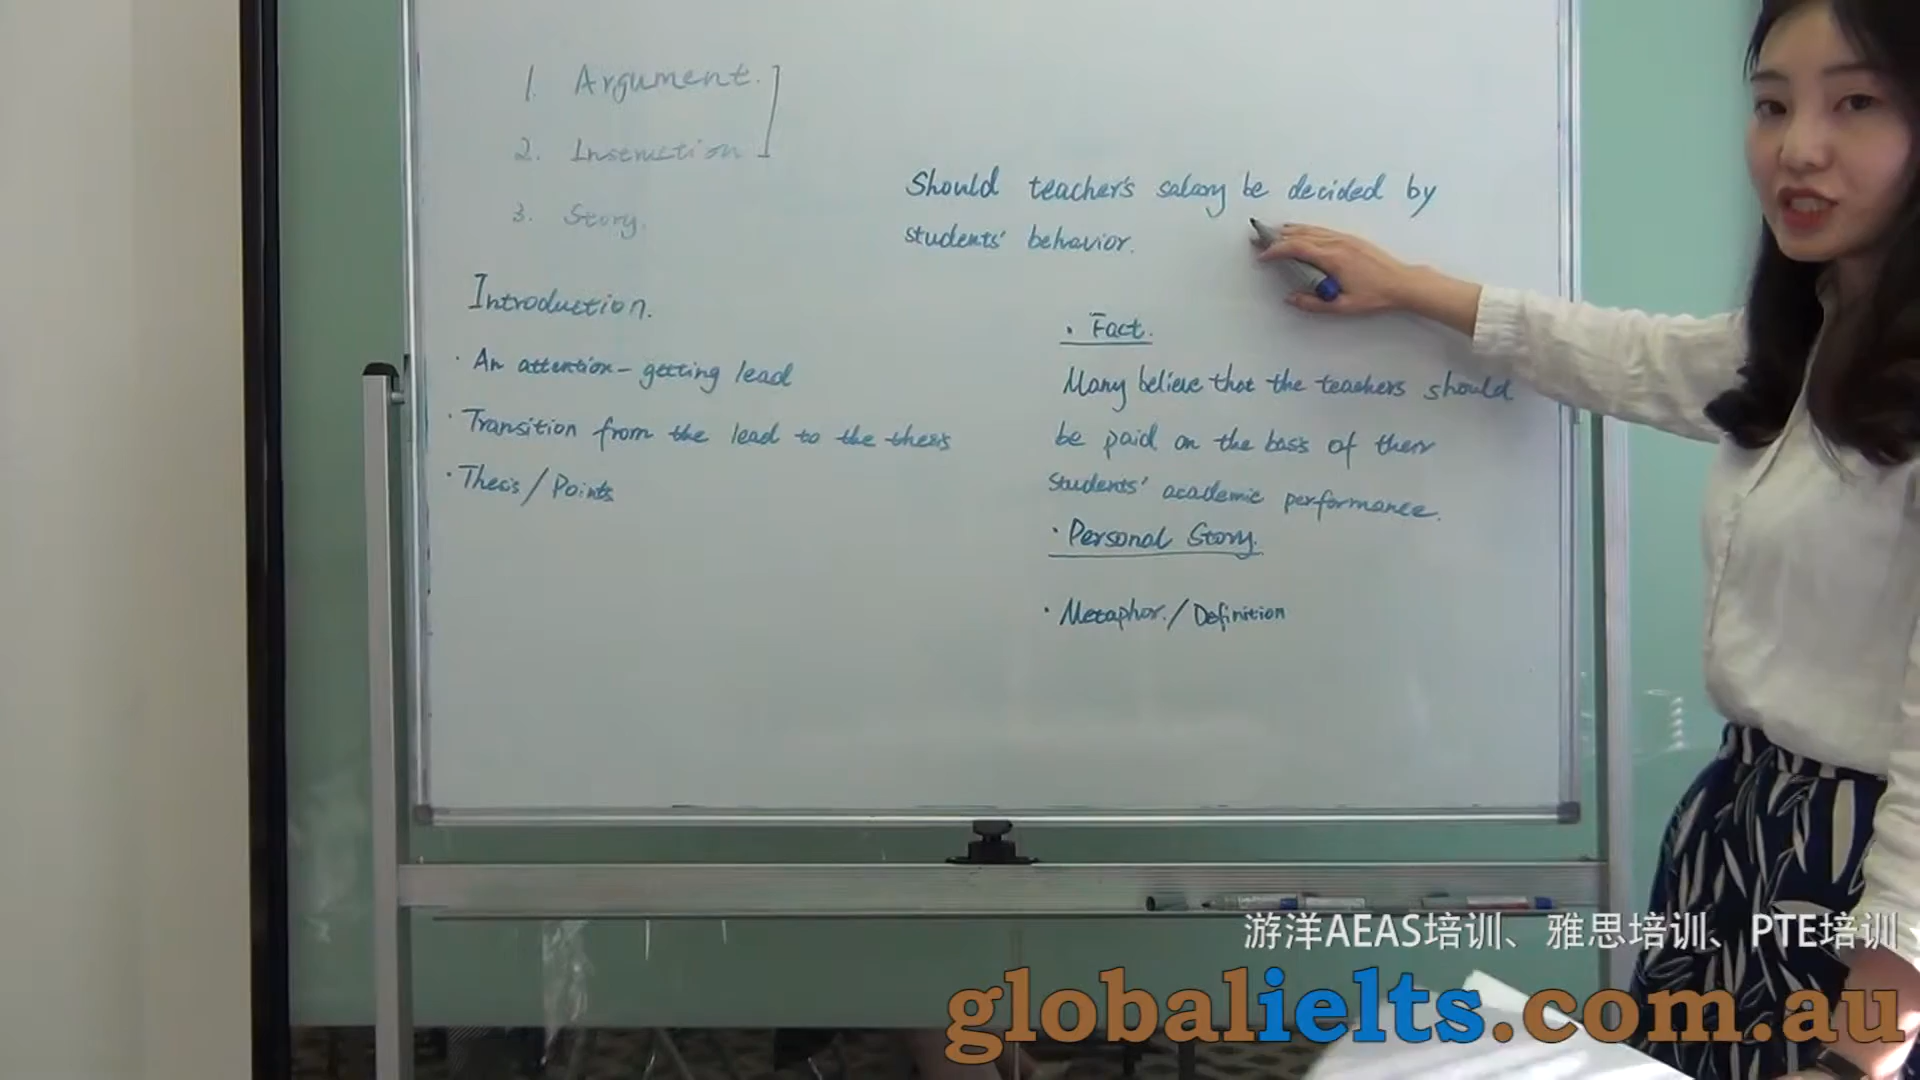 1. Argument.
2. Instruction
3. Story.
Introduction.
· An attention-getting lead
· Transition from the lead to the thesis
· Thesis/Points
Should teacher's salary be decided by
students' behavior.
· Fact.
Many believe that the teachers should
be paid on the basis of their
students' academic performance.
· Personal Story.
· Metaphor./Definition
游洋AEAS培训、雅思培训、PTE培训
globalielts.com.au